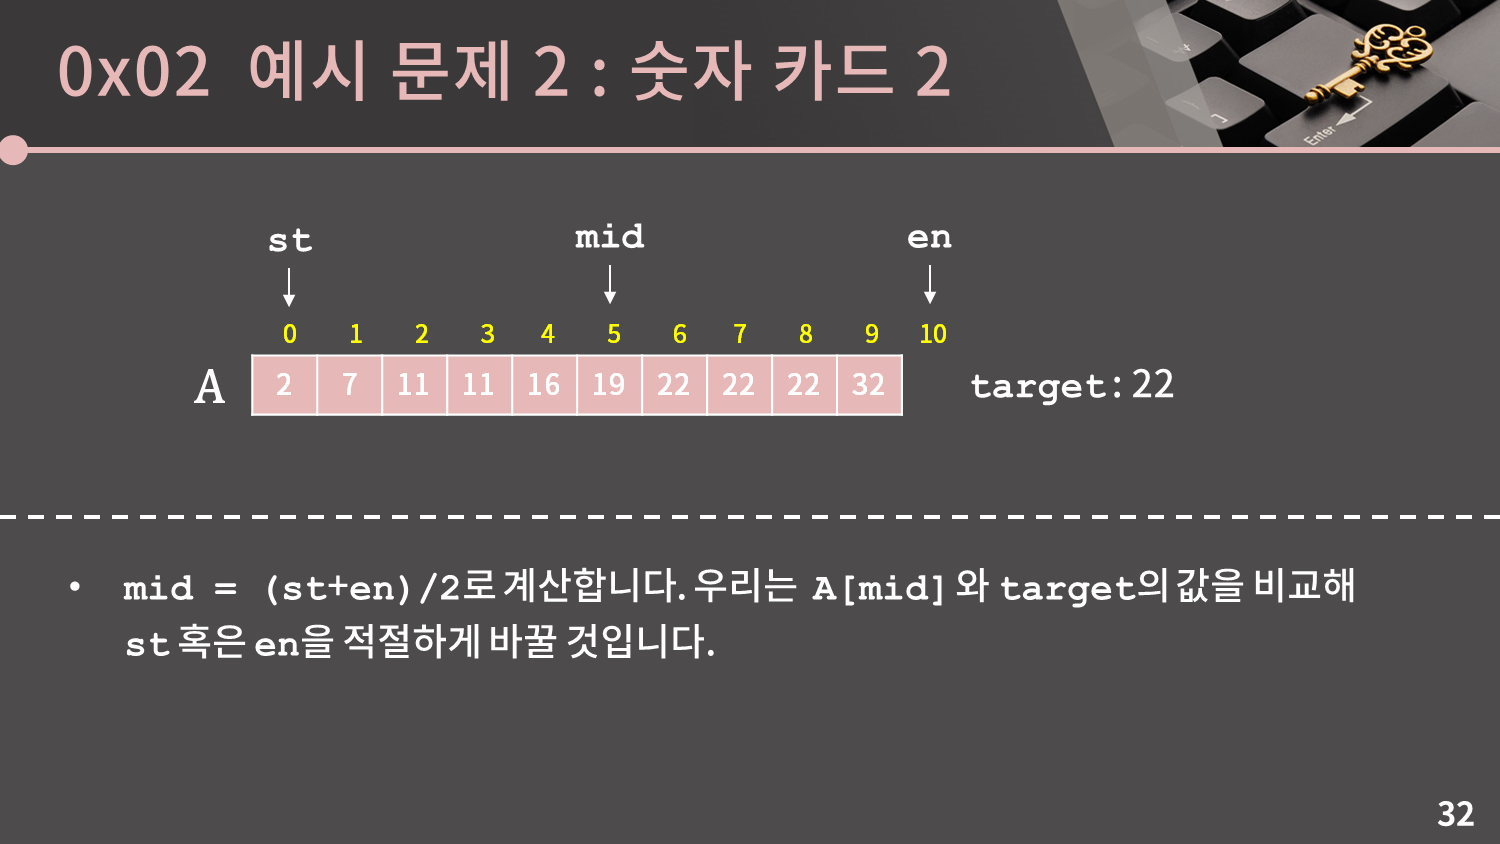 0x02 예시 문제 2 : 숫자 카드 2
Enter
st mid en
0 1 2 3 4 5 6 7 8 9 10
A 2 7 11 11 16 19 22 22 22 32 target: 22
• mid = (st+en)/2로 계산합니다. 우리는 A[mid] 와 target의 값을 비교해
st 혹은 en을 적절하게 바꿀 것입니다.
32